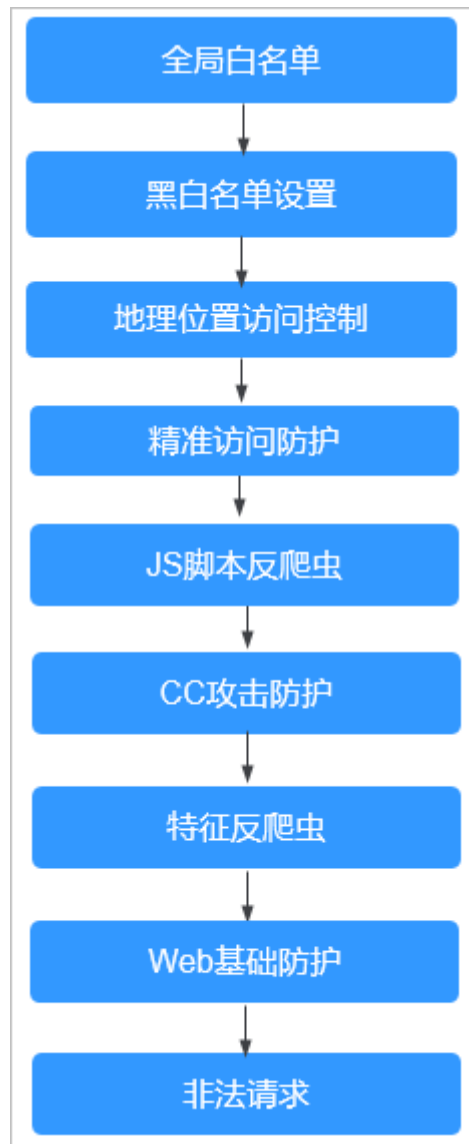 全局白名单
黑白名单设置
地理位置访问控制
精准访问防护
JS脚本反爬虫
CC攻击防护
特征反爬虫
Web基础防护
非法请求